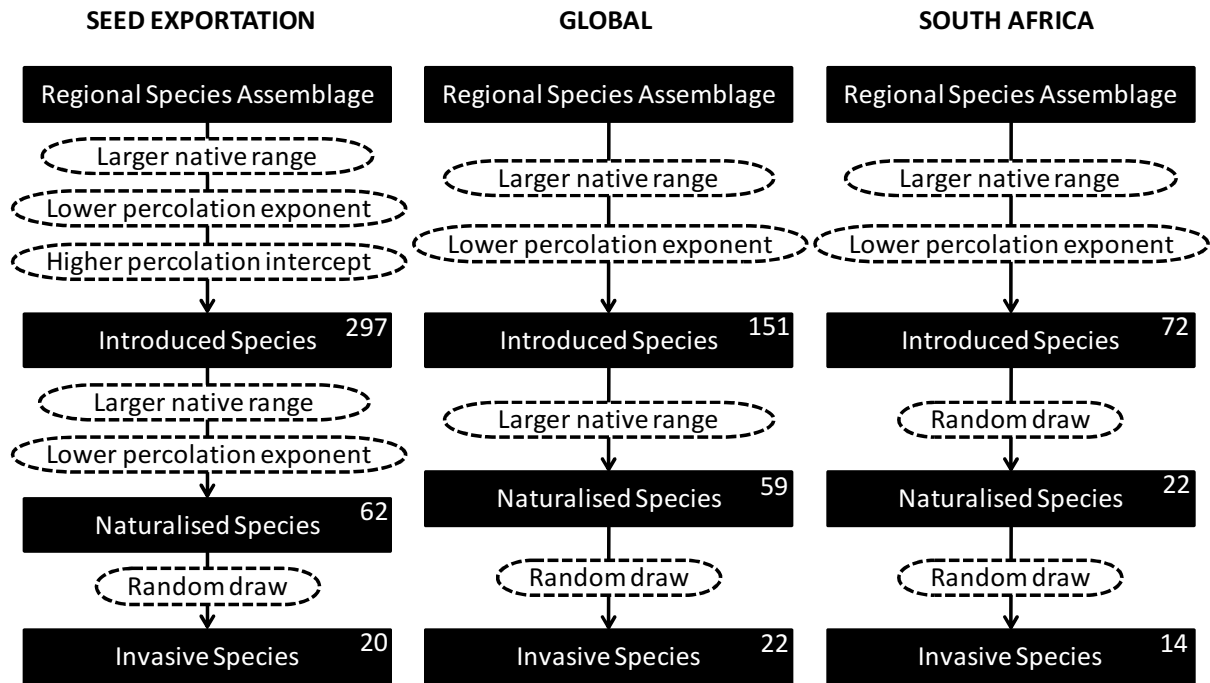 SEED EXPORTATION
Regional Species Assemblage
Larger native range
Lower percolation exponent
Higher percolation intercept
Introduced Species 297
Larger native range
Lower percolation exponent
Naturalised Species 62
Random draw
Invasive Species 20
GLOBAL
Regional Species Assemblage
Larger native range
Lower percolation exponent
Introduced Species 151
Larger native range
Naturalised Species 59
Random draw
Invasive Species 22
SOUTH AFRICA
Regional Species Assemblage
Larger native range
Lower percolation exponent
Introduced Species 72
Random draw
Naturalised Species 22
Random draw
Invasive Species 14